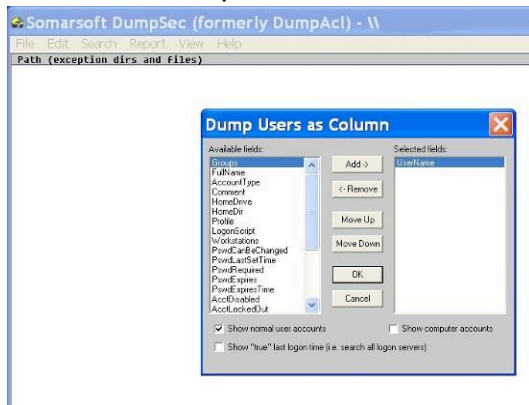 Somarsoft DumpSec (formerly DumpAcl) - \\
File Edit Search Report View Help
Path (exception dirs and files)
Dump Users as Column
Available fields:
Selected fields:
Groups
FullName
AccountType
Comment
HomeDrive
HomeDir
Profile
LogonScript
Workstations
PswdCanBeChanged
PswdLastSetTime
PswdRequired
PswdExpires
PswdExpiresTime
AcctDisabled
AcctLockedOut
Add ->
<- Remove
Move Up
Move Down
OK
Cancel
UserName
Show normal user accounts
Show computer accounts
Show "true" last logon time (i.e. search all logon servers)